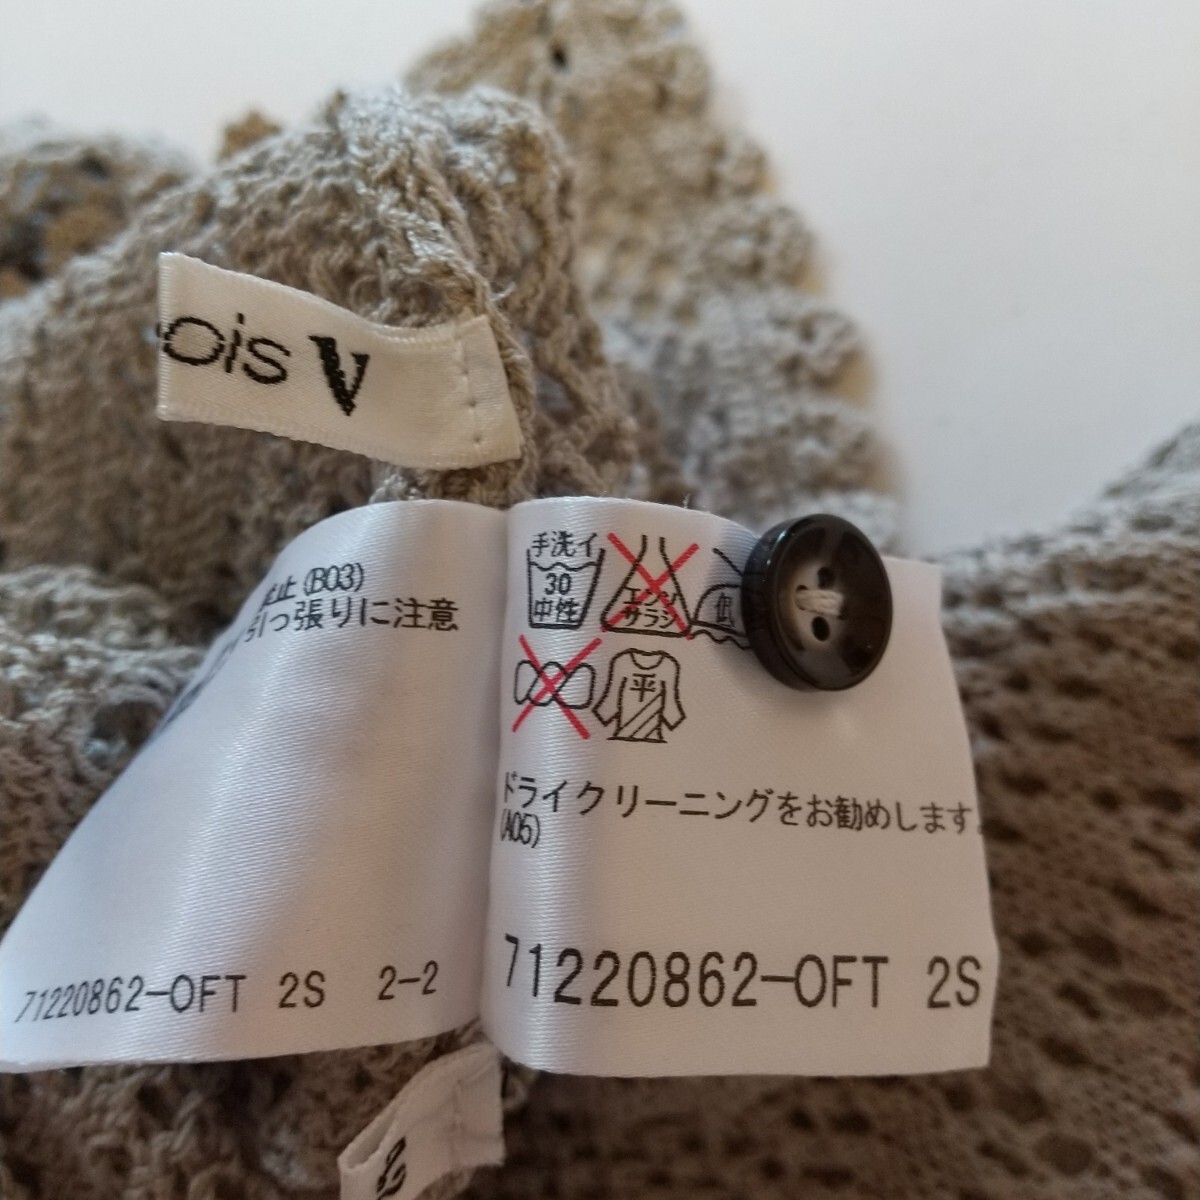 ois V
止 (B03)
引っ張りに注意
71220862-OFT 2S 2-2
手洗イ
30
中性
エンソ
サラシ
低
平
ドライクリーニングをお勧めします.
(A05)
71220862-OFT 2S